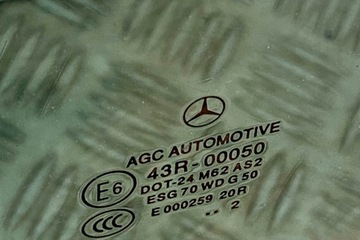 AGC AUTOMOTIVE
E6 43R-00050
DOT-24 M62 AS2
ESG 70 WD G 50
CCC E 000259 20R
.. 2